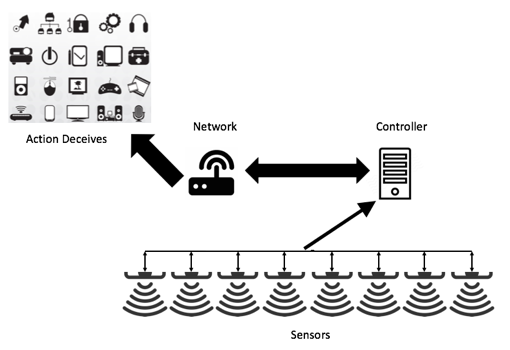 Network
Controller
Action Deceives
Sensors